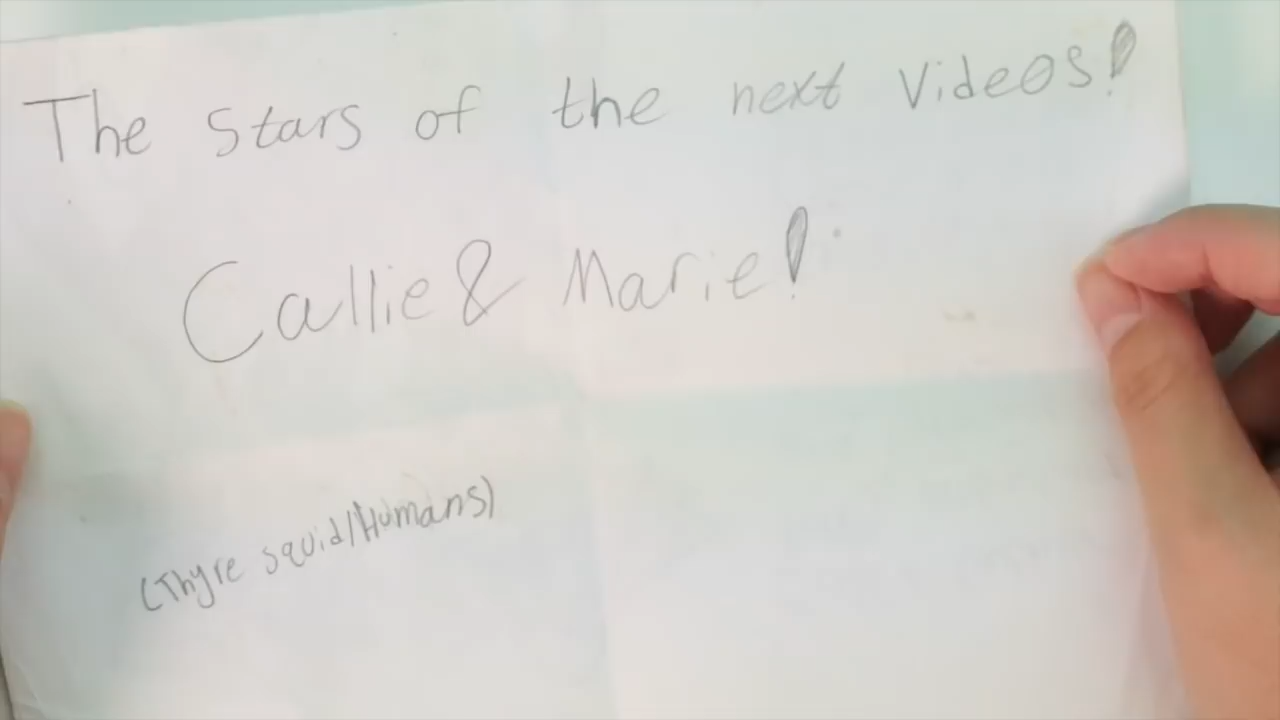 The Stars of the next Videos!
Callie & Marie!
(Thyre squid/Humans)